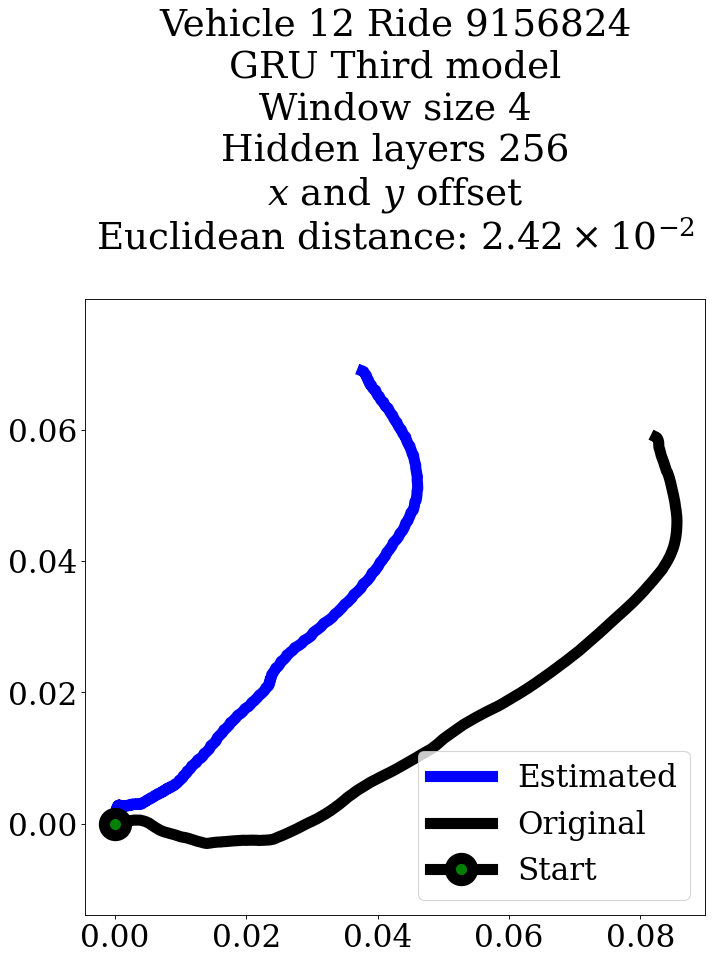 Vehicle 12 Ride 9156824
GRU Third model
Window size 4
Hidden layers 256
x and y offset
Euclidean distance: 2.42 × 10⁻²
0.06
0.04
0.02
0.00
0.00 0.02 0.04 0.06 0.08
Estimated
Original
Start